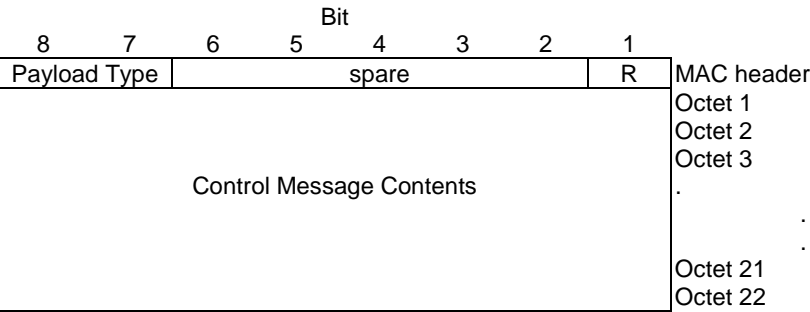 Bit
8 7 6 5 4 3 2 1
Payload Type spare R MAC header
Octet 1
Octet 2
Octet 3
Control Message Contents .
.
.
Octet 21
Octet 22